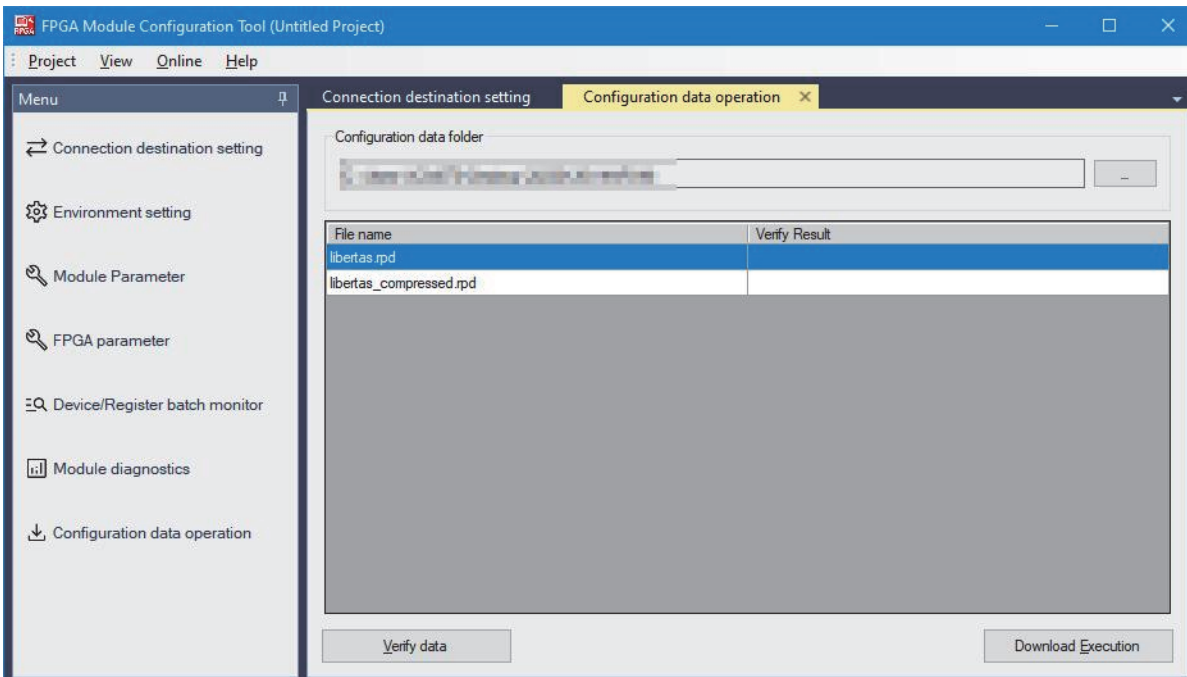 FPGA Module Configuration Tool (Untitled Project)
Project View Online Help
Menu
Connection destination setting
Environment setting
Module Parameter
FPGA parameter
Device/Register batch monitor
Module diagnostics
Configuration data operation
Connection destination setting Configuration data operation
Configuration data folder
...
File name Verify Result
libertas.rpd
libertas_compressed.rpd
Verify data Download Execution